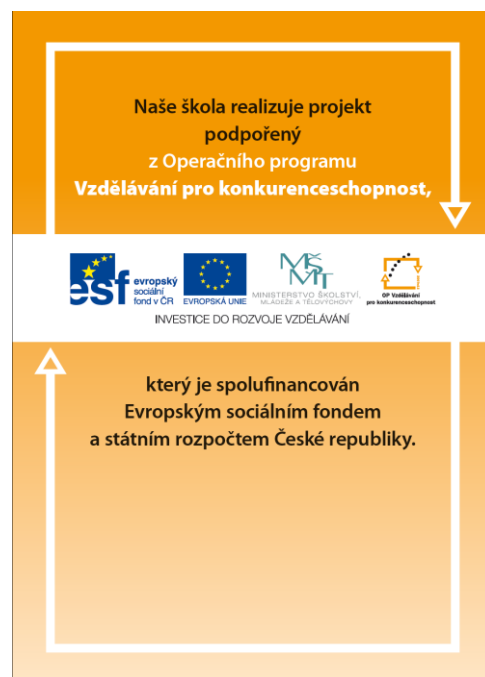 Naše škola realizuje projekt
podpořený
z Operačního programu
Vzdělávání pro konkurenceschopnost,
esf evropský
sociální
fond v ČR
EVROPSKÁ UNIE
MŠMT
MINISTERSTVO ŠKOLSTVÍ,
MLÁDEŽE A TĚLOVÝCHOVY
OP Vzdělávání
pro konkurenceschopnost
INVESTICE DO ROZVOJE VZDĚLÁVÁNÍ
který je spolufinancován
Evropským sociálním fondem
a státním rozpočtem České republiky.